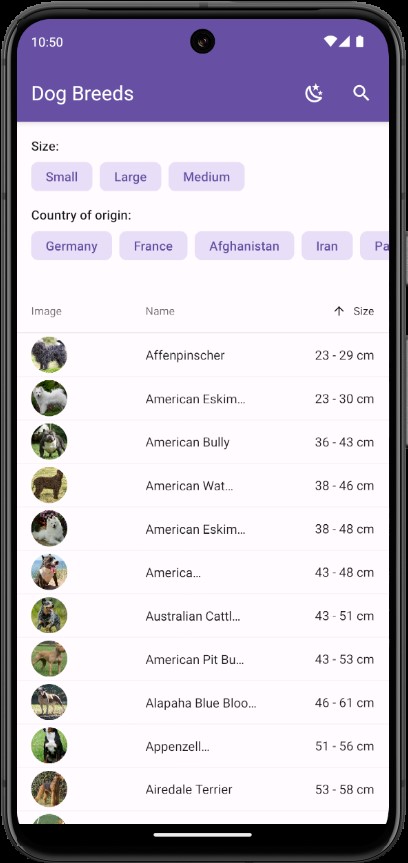 10:50
Dog Breeds
Size:
Small Large Medium
Country of origin:
Germany France Afghanistan Iran Pa
Image Name Size
Affenpinscher 23 - 29 cm
American Eskim... 23 - 30 cm
American Bully 36 - 43 cm
American Wat... 38 - 46 cm
American Eskim... 38 - 48 cm
America... 43 - 48 cm
Australian Cattl... 43 - 51 cm
American Pit Bu... 43 - 53 cm
Alapaha Blue Bloo... 46 - 61 cm
Appenzell... 51 - 56 cm
Airedale Terrier 53 - 58 cm